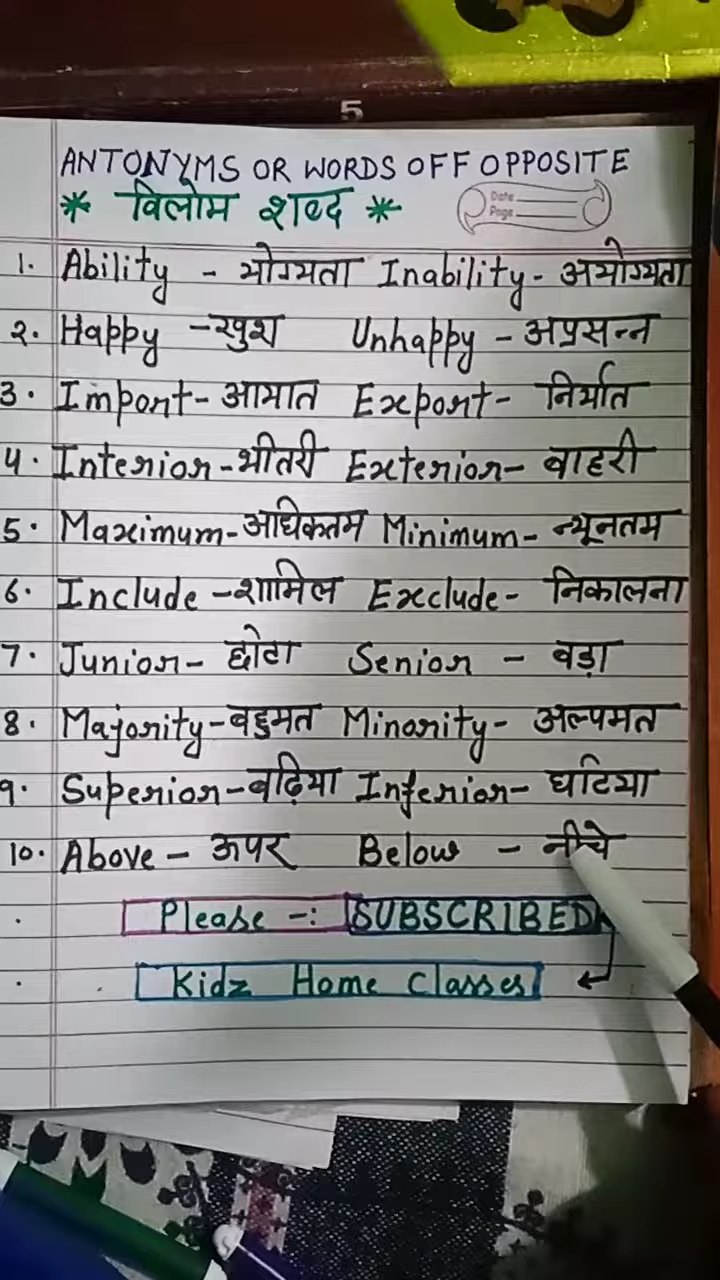 5
ANTONYMS OR WORDS OFF OPPOSITE
* विलोम शब्द *
Date
Page
1. Ability - योग्यता Inability - अयोग्यता
2. Happy - खुश Unhappy - अप्रसन्न
3. Import - आयात Export - निर्यात
4. Interior - भीतरी Exterior - बाहरी
5. Maximum - अधिकतम Minimum - न्यूनतम
6. Include - शामिल Exclude - निकालना
7. Junior - छोटा Senior - बड़ा
8. Majority - बहुमत Minority - अल्पमत
9. Superior - बढ़िया Inferior - घटिया
10. Above - ऊपर Below - नीचे
Please -: SUBSCRIBED
Kidz Home Classes